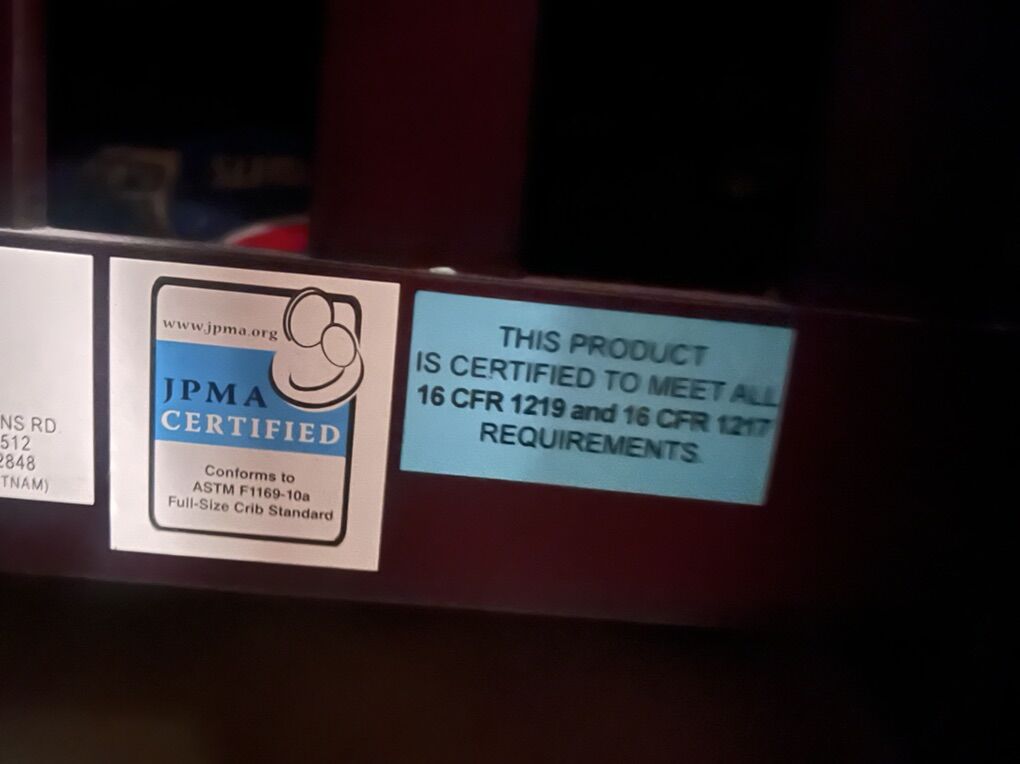 NS RD
512
2848
TNAM)
www.jpma.org
JPMA
CERTIFIED
Conforms to
ASTM F1169-10a
Full-Size Crib Standard
THIS PRODUCT
IS CERTIFIED TO MEET ALL
16 CFR 1219 and 16 CFR 1217
REQUIREMENTS.